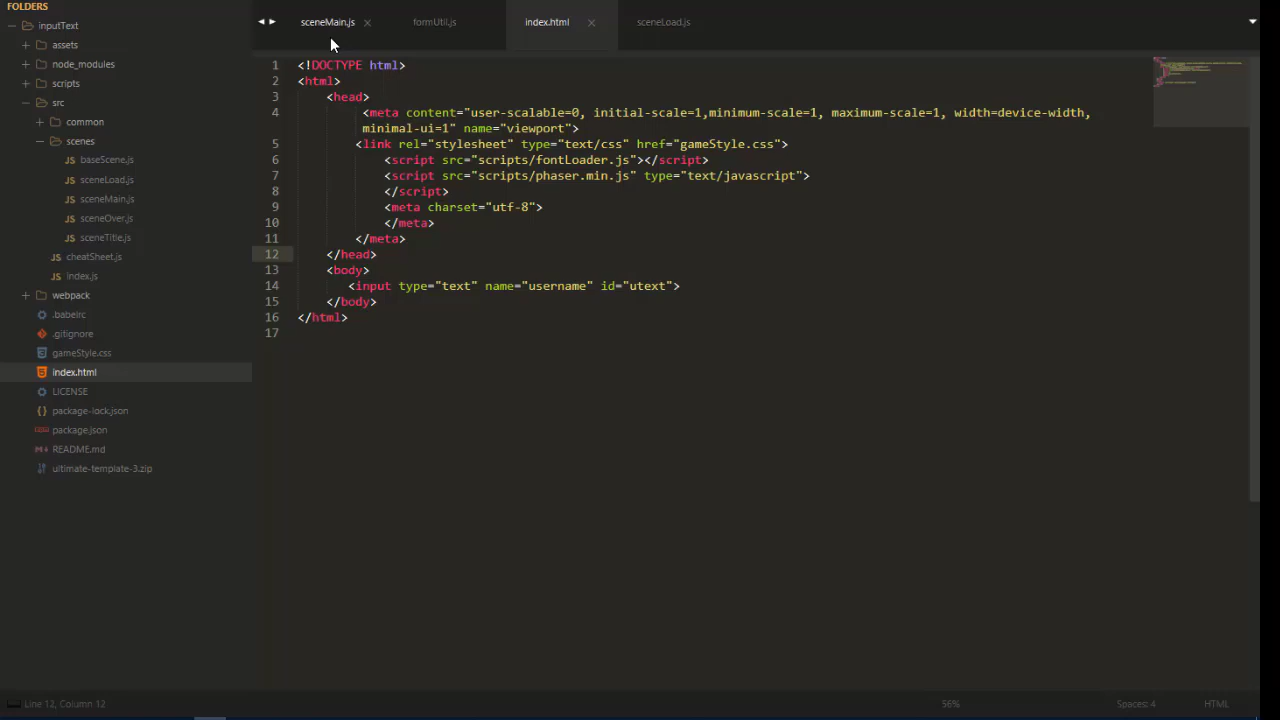 FOLDERS
inputText
assets
node_modules
scripts
src
common
scenes
baseScene.js
sceneLoad.js
sceneMain.js
sceneOver.js
sceneTitle.js
cheatSheet.js
index.js
webpack
.babelrc
.gitignore
gameStyle.css
index.html
LICENSE
package-lock.json
package.json
README.md
ultimate-template-3.zip
sceneMain.js
formUtil.js
index.html
sceneLoad.js
1 <!DOCTYPE html>
2 <html>
3 <head>
4 <meta content="user-scalable=0, initial-scale=1,minimum-scale=1, maximum-scale=1, width=device-width,
minimal-ui=1" name="viewport">
5 <link rel="stylesheet" type="text/css" href="gameStyle.css">
6 <script src="scripts/fontLoader.js"></script>
7 <script src="scripts/phaser.min.js" type="text/javascript">
8 </script>
9 <meta charset="utf-8">
10 </meta>
11 </meta>
12 </head>
13 <body>
14 <input type="text" name="username" id="utext">
15 </body>
16 </html>
17
Line 12, Column 12
56%
Spaces: 4
HTML